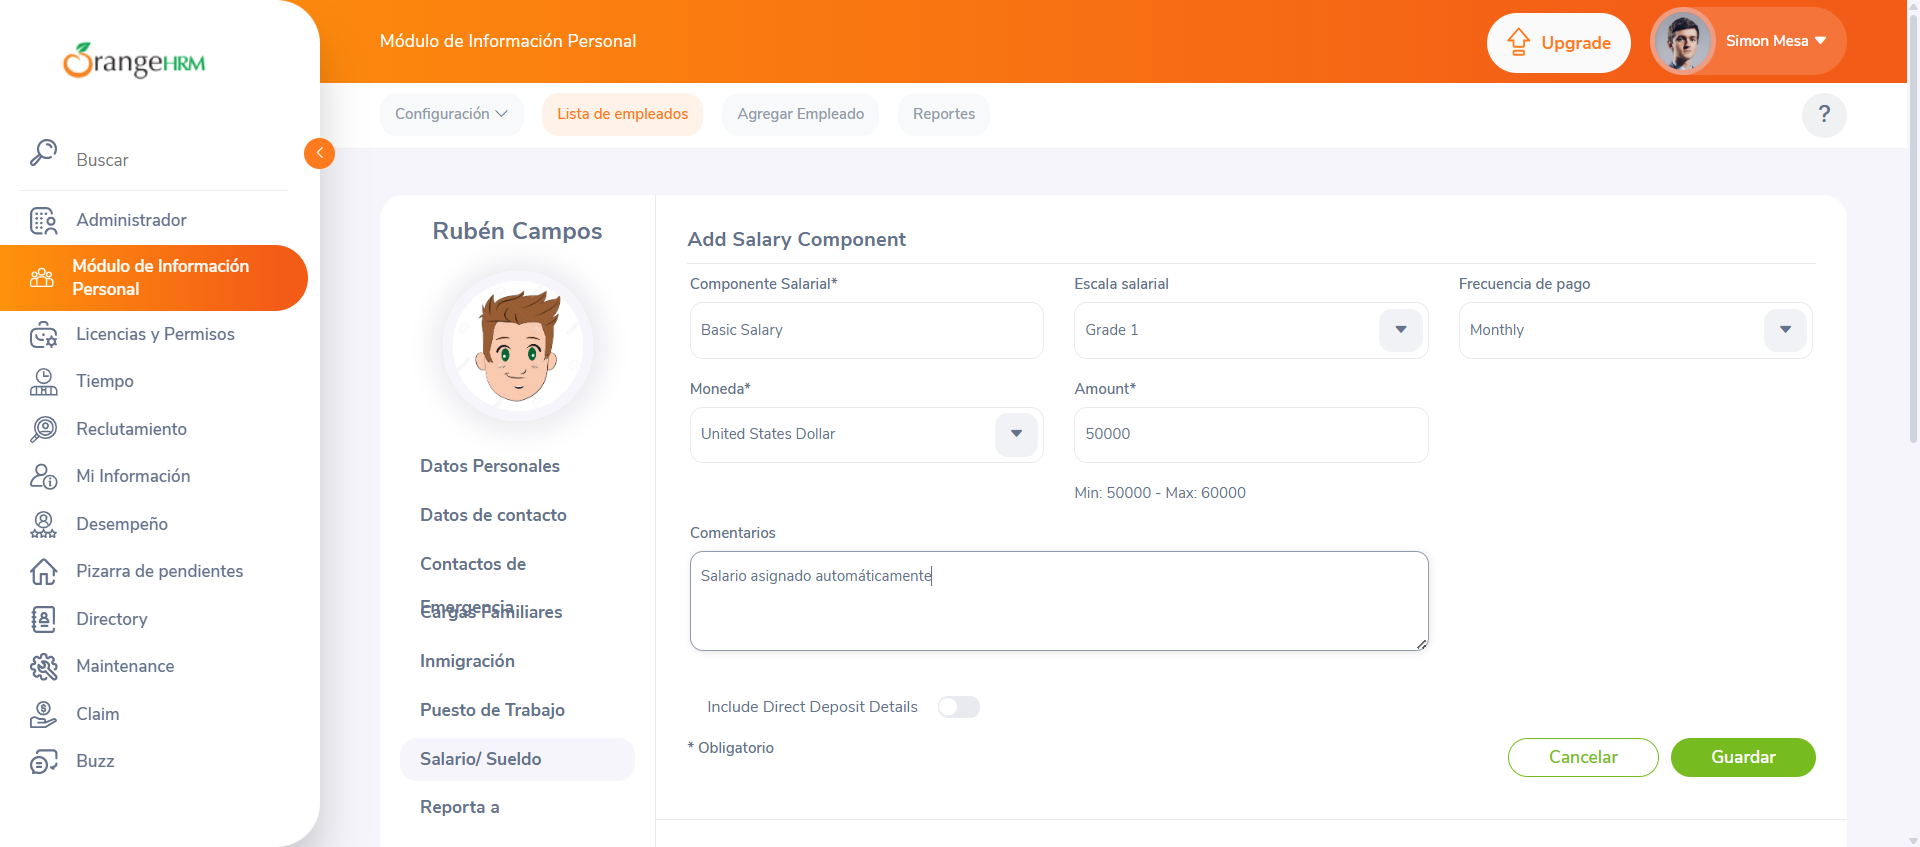 OrangeHRM
Módulo de Información Personal
Upgrade
Simon Mesa
Configuración
Lista de empleados
Agregar Empleado
Reportes
?
Buscar
Administrador
Módulo de Información
Personal
Licencias y Permisos
Tiempo
Reclutamiento
Mi Información
Desempeño
Pizarra de pendientes
Directory
Maintenance
Claim
Buzz
Rubén Campos
Datos Personales
Datos de contacto
Contactos de
Emergencia
Cargas Familiares
Inmigración
Puesto de Trabajo
Salario/ Sueldo
Reporta a
Add Salary Component
Componente Salarial*
Escala salarial
Frecuencia de pago
Basic Salary
Grade 1
Monthly
Moneda*
Amount*
United States Dollar
50000
Min: 50000 - Max: 60000
Comentarios
Salario asignado automáticamente
Include Direct Deposit Details
* Obligatorio
Cancelar
Guardar